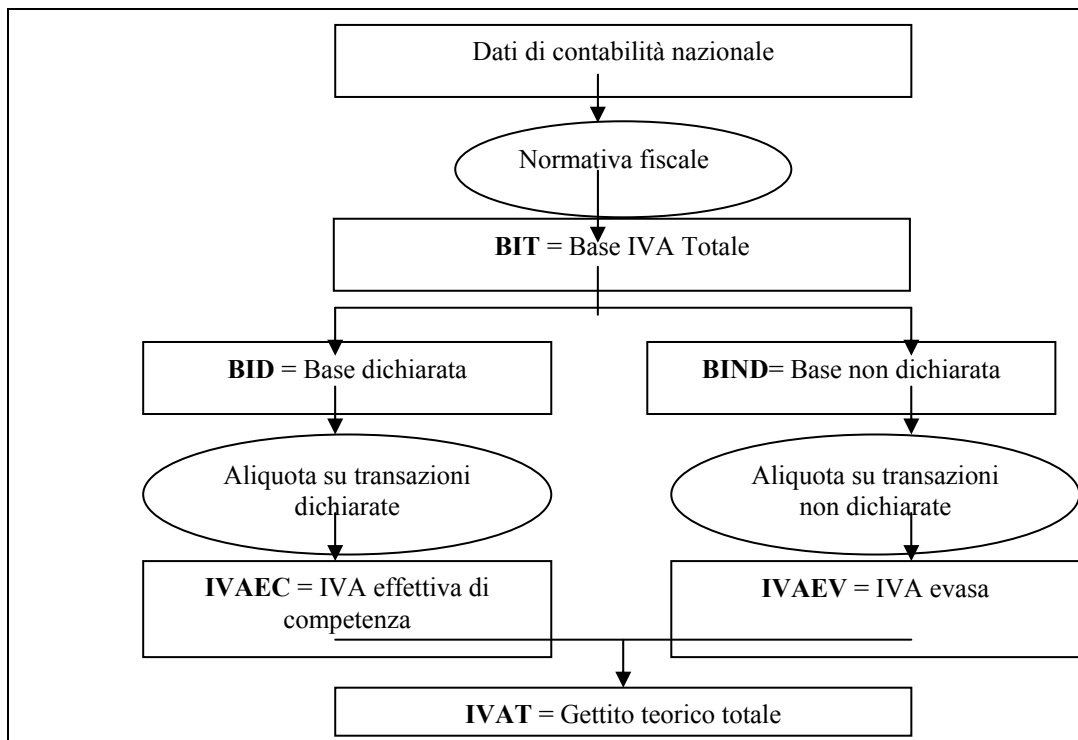 Dati di contabilità nazionale
Normativa fiscale
BIT = Base IVA Totale
BID = Base dichiarata
BIND= Base non dichiarata
Aliquota su transazioni
dichiarate
Aliquota su transazioni
non dichiarate
IVAEC = IVA effettiva di
competenza
IVAEV = IVA evasa
IVAT = Gettito teorico totale